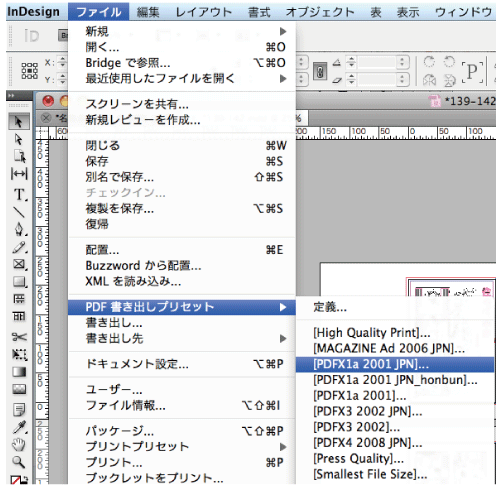 InDesign ファイル 編集 レイアウト 書式 オブジェクト 表 表示 ウィンドウ
新規
開く... ⌘O
Bridge で参照... ⌥⌘O
最近使用したファイルを開く
スクリーンを共有...
新規レビューを作成...
閉じる ⌘W
保存 ⌘S
別名で保存... ⇧⌘S
チェックイン...
複製を保存... ⌥⌘S
復帰
配置... ⌘E
Buzzword から配置...
XML を読み込み...
PDF 書き出しプリセット
書き出し...
書き出し先
ドキュメント設定... ⌥⌘P
ユーザー...
ファイル情報... ⌥⇧⌘I
パッケージ... ⌥⇧⌘P
プリントプリセット
プリント... ⌘P
ブックレットをプリント...
定義...
[High Quality Print]...
[MAGAZINE Ad 2006 JPN]...
[PDFX1a 2001 JPN]...
[PDFX1a 2001 JPN_honbun]...
[PDFX1a 2001]...
[PDFX3 2002 JPN]...
[PDFX3 2002]...
[PDFX4 2008 JPN]...
[Press Quality]...
[Smallest File Size]...
X:
Y:
*139-142
200 150 100 50 0 50 100